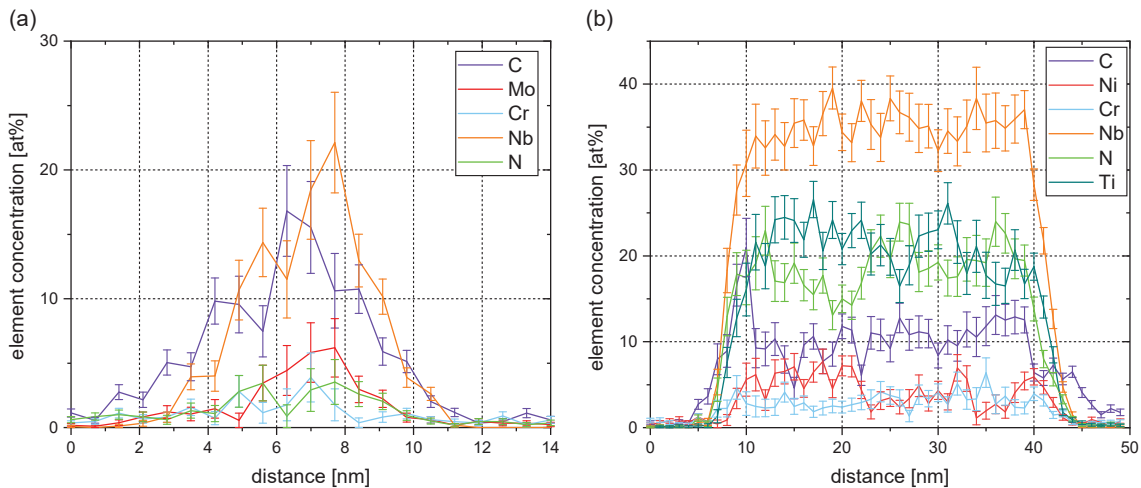 (a)
30
20
10
0
0 2 4 6 8 10 12 14
element concentration [at%]
distance [nm]
C
Mo
Cr
Nb
N
(b)
40
30
20
10
0
0 10 20 30 40 50
element concentration [at%]
distance [nm]
C
Ni
Cr
Nb
N
Ti